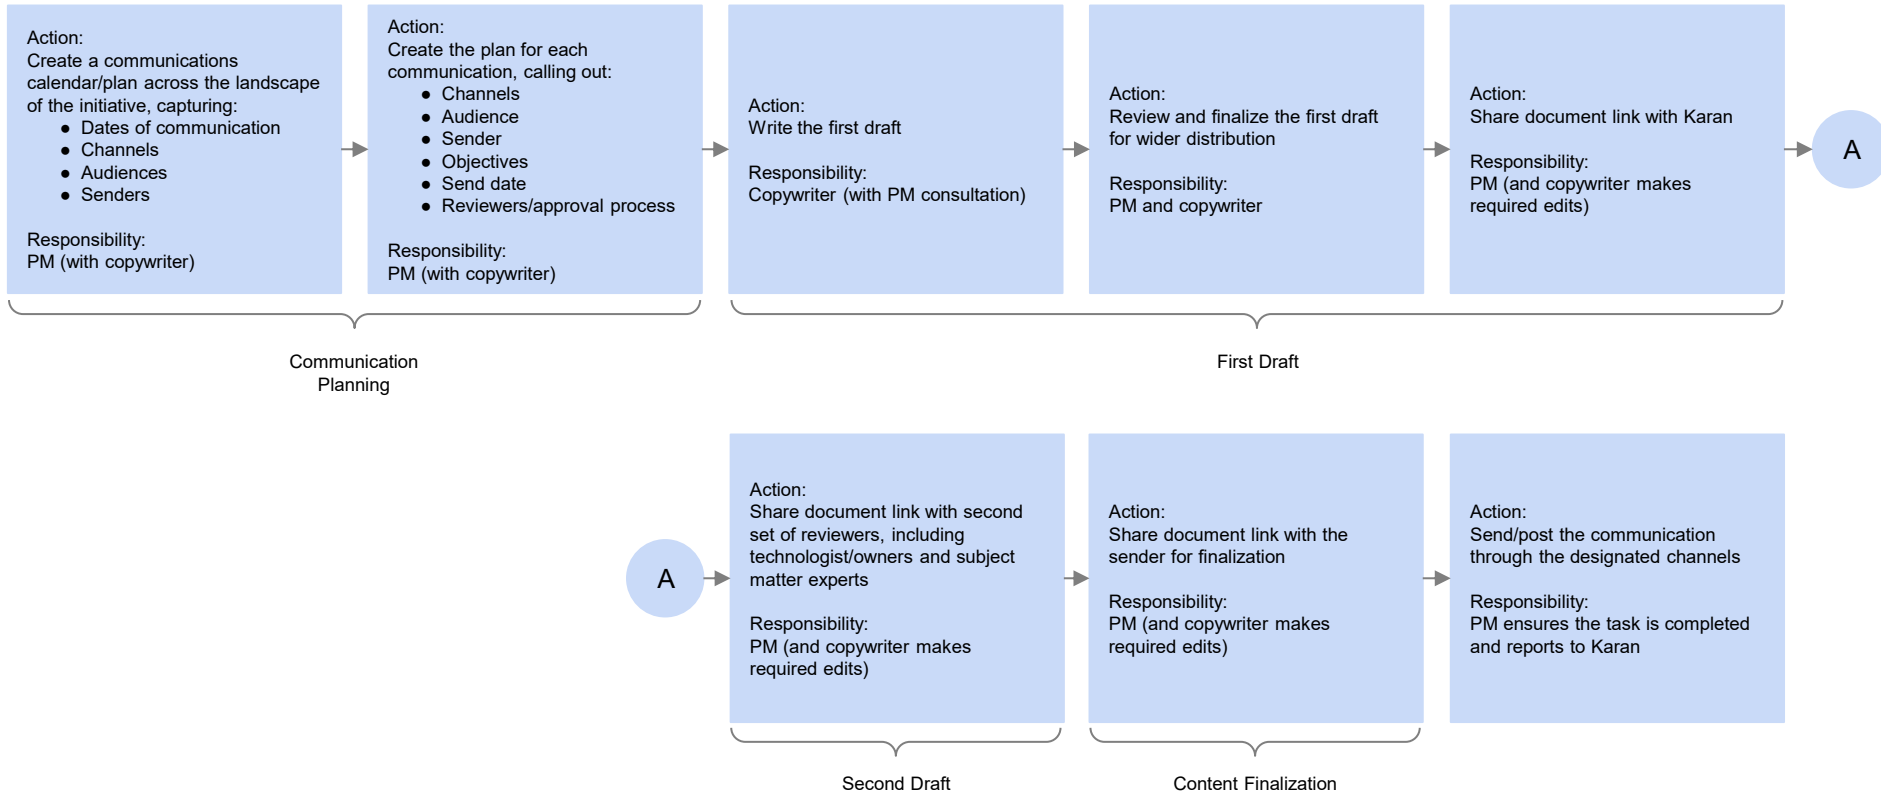 Action:
Create a communications
calendar/plan across the landscape
of the initiative, capturing:
● Dates of communication
● Channels
● Audiences
● Senders
Responsibility:
PM (with copywriter)
Action:
Create the plan for each
communication, calling out:
● Channels
● Audience
● Sender
● Objectives
● Send date
● Reviewers/approval process
Responsibility:
PM (with copywriter)
Action:
Write the first draft
Responsibility:
Copywriter (with PM consultation)
Action:
Review and finalize the first draft
for wider distribution
Responsibility:
PM and copywriter
Action:
Share document link with Karan
Responsibility:
PM (and copywriter makes
required edits)
A
Communication
Planning
First Draft
A
Action:
Share document link with second
set of reviewers, including
technologist/owners and subject
matter experts
Responsibility:
PM (and copywriter makes
required edits)
Action:
Share document link with the
sender for finalization
Responsibility:
PM (and copywriter makes
required edits)
Action:
Send/post the communication
through the designated channels
Responsibility:
PM ensures the task is completed
and reports to Karan
Second Draft
Content Finalization